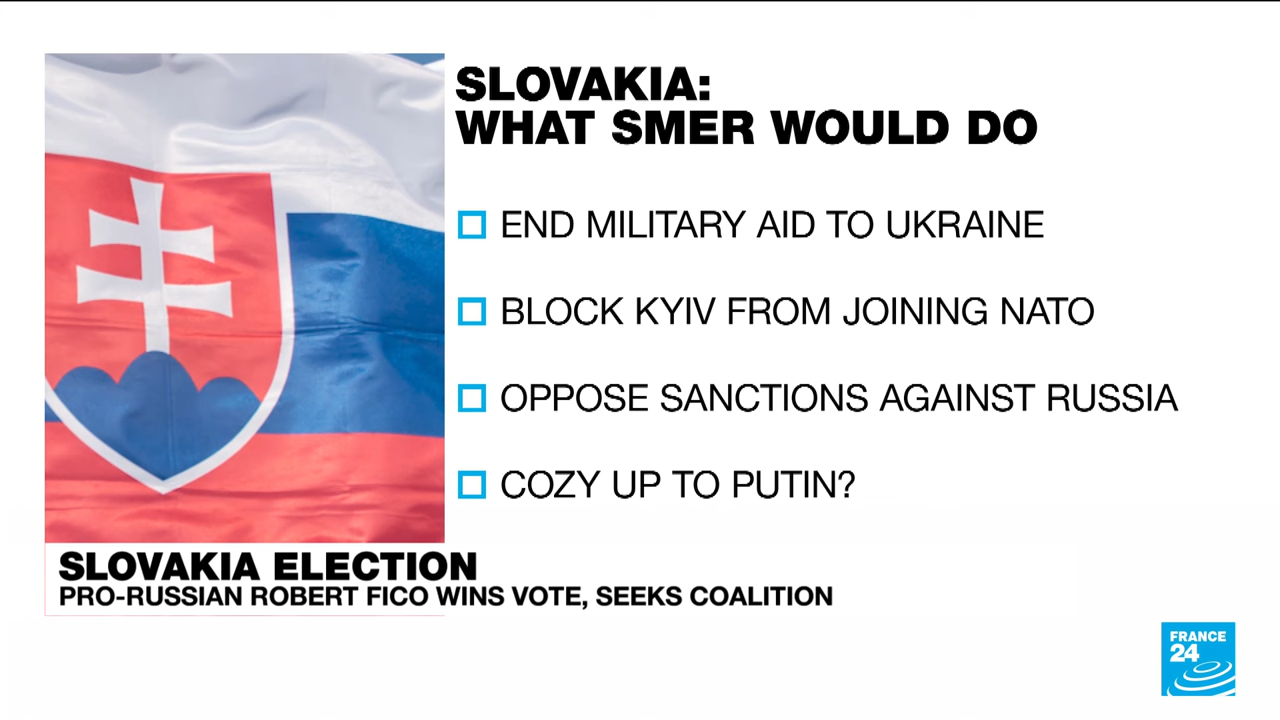 SLOVAKIA:
WHAT SMER WOULD DO
END MILITARY AID TO UKRAINE
BLOCK KYIV FROM JOINING NATO
OPPOSE SANCTIONS AGAINST RUSSIA
COZY UP TO PUTIN?
SLOVAKIA ELECTION
PRO-RUSSIAN ROBERT FICO WINS VOTE, SEEKS COALITION
FRANCE
24